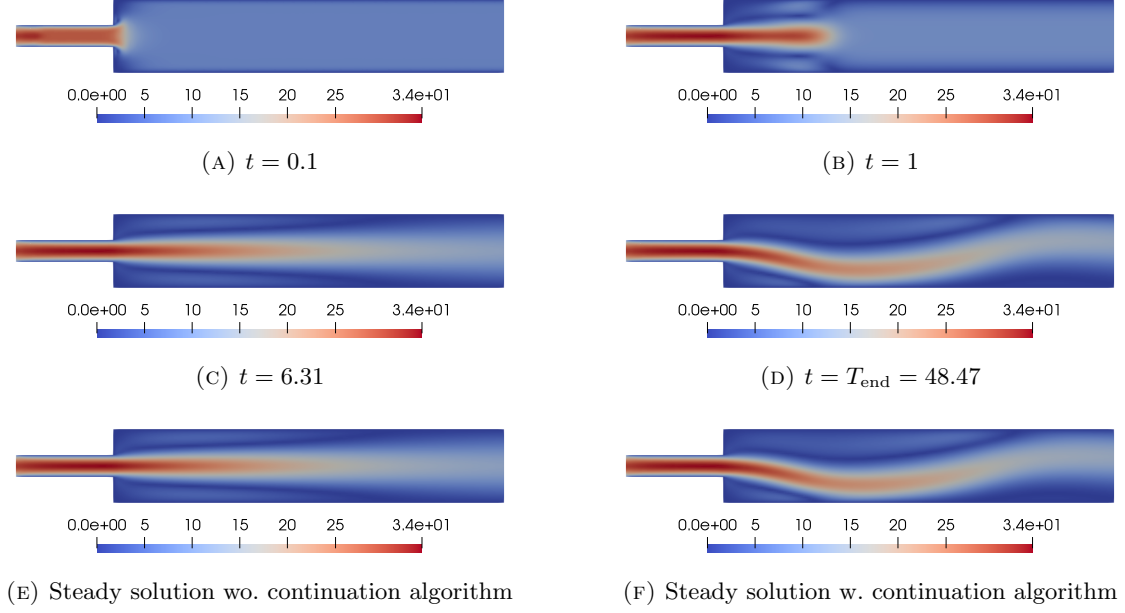 0.0e+00 5 10 15 20 25 3.4e+01
0.0e+00 5 10 15 20 25 3.4e+01
(A) t = 0.1
(B) t = 1
0.0e+00 5 10 15 20 25 3.4e+01
0.0e+00 5 10 15 20 25 3.4e+01
(C) t = 6.31
(D) t = Tend = 48.47
0.0e+00 5 10 15 20 25 3.4e+01
0.0e+00 5 10 15 20 25 3.4e+01
(E) Steady solution wo. continuation algorithm
(F) Steady solution w. continuation algorithm